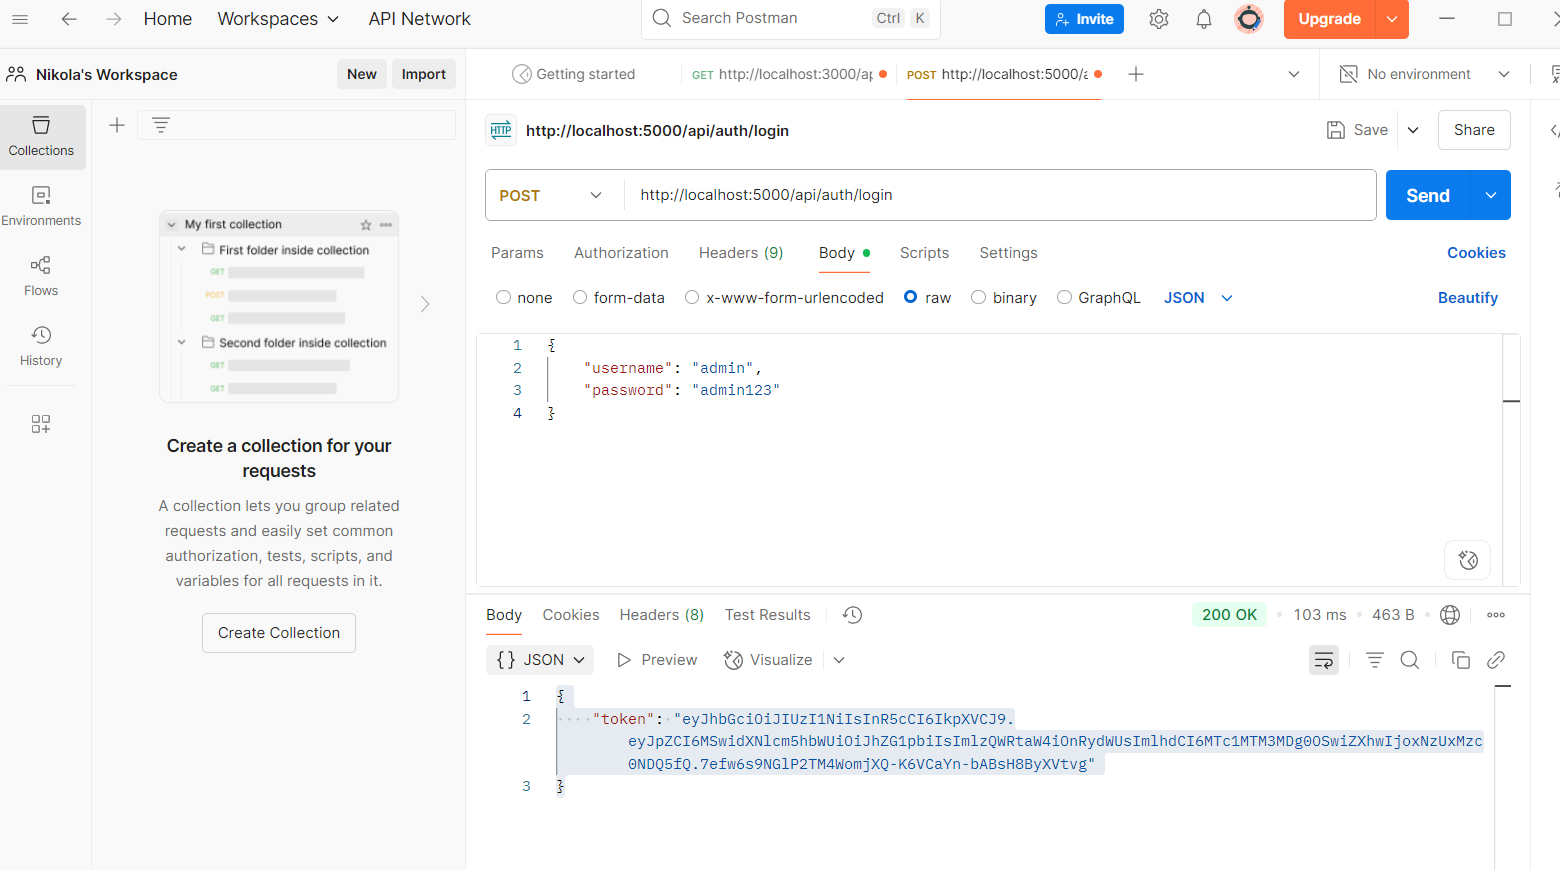 Home Workspaces API Network Search Postman Ctrl K Invite Upgrade
Nikola's Workspace New Import Getting started GET http://localhost:3000/ap POST http://localhost:5000/a No environment
Collections
Environments
Flows
History
My first collection
First folder inside collection
GET
POST
GET
Second folder inside collection
GET
GET
Create a collection for your
requests
A collection lets you group related
requests and easily set common
authorization, tests, scripts, and
variables for all requests in it.
Create Collection
HTTP http://localhost:5000/api/auth/login Save Share
POST http://localhost:5000/api/auth/login Send
Params Authorization Headers (9) Body Scripts Settings Cookies
none form-data x-www-form-urlencoded raw binary GraphQL JSON Beautify
1 {
2 "username": "admin",
3 "password": "admin123"
4 }
Body Cookies Headers (8) Test Results 200 OK 103 ms 463 B
{} JSON Preview Visualize
1 {
2 "token": "eyJhbGciOiJIUzI1NiIsInR5cCI6IkpXVCJ9.
eyJpZCI6MSwidXNlcm5hbWUiOiJhZG1pbiIsImlzQWRtaW4iOnRydWUsImlhdCI6MTc1MTM3MDg0OSwiZXhwIjoxNzUxMzc
0NDQ5fQ.7efw6s9NGlP2TM4WomjXQ-K6VCaYn-bABsH8ByXVtvg"
3 }